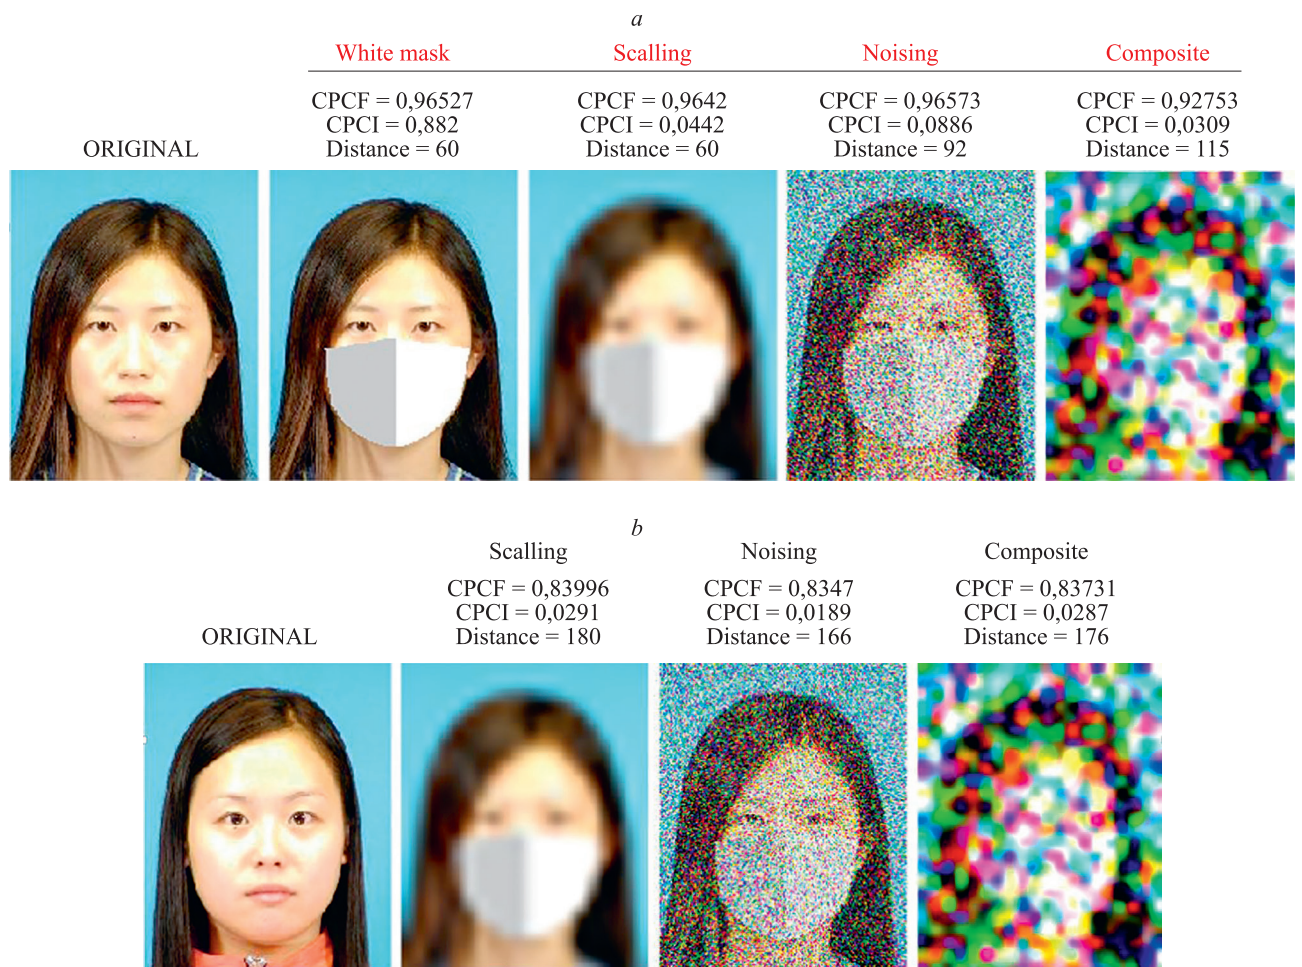 a
White mask Scalling Noising Composite
CPCF = 0,96527 CPCF = 0,9642 CPCF = 0,96573 CPCF = 0,92753
CPCI = 0,882 CPCI = 0,0442 CPCI = 0,0886 CPCI = 0,0309
ORIGINAL Distance = 60 Distance = 60 Distance = 92 Distance = 115
b
Scalling Noising Composite
CPCF = 0,83996 CPCF = 0,8347 CPCF = 0,83731
CPCI = 0,0291 CPCI = 0,0189 CPCI = 0,0287
ORIGINAL Distance = 180 Distance = 166 Distance = 176